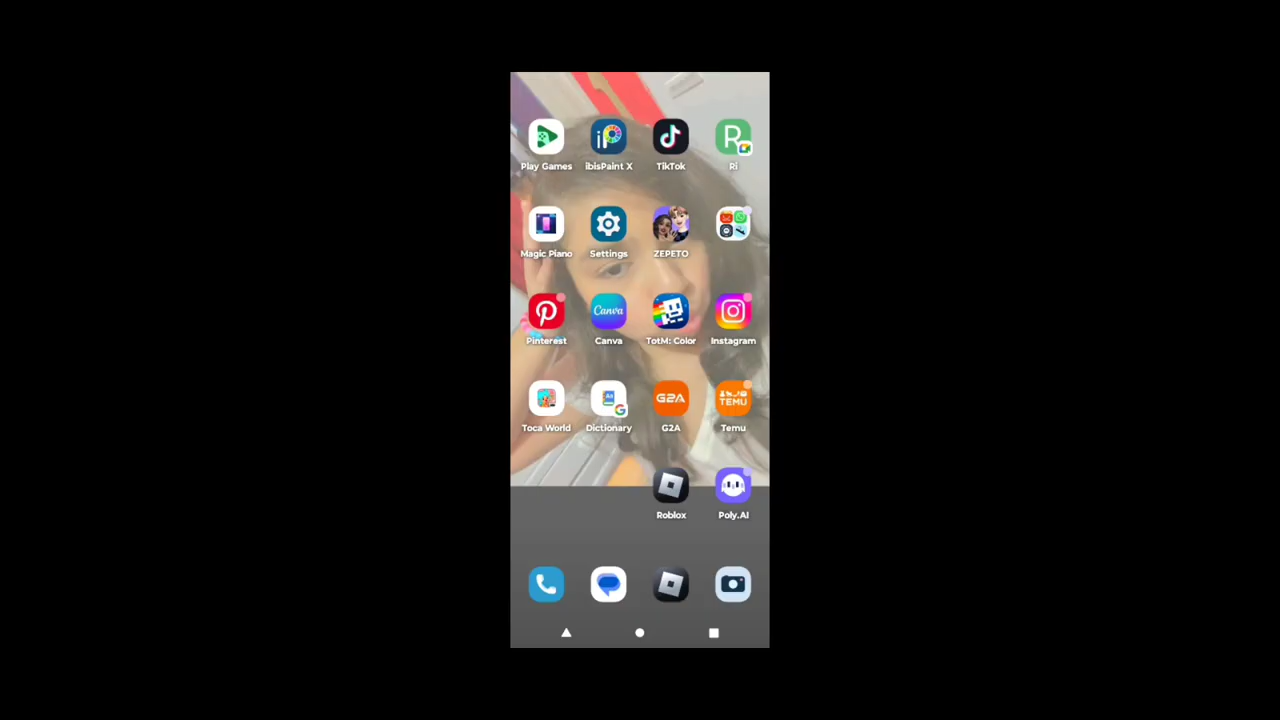 Play Games ibisPaint X TikTok Ri
Magic Piano Settings ZEPETO
Pinterest Canva TotM: Color Instagram
Toca World Dictionary G2A Temu
Roblox Poly.AI